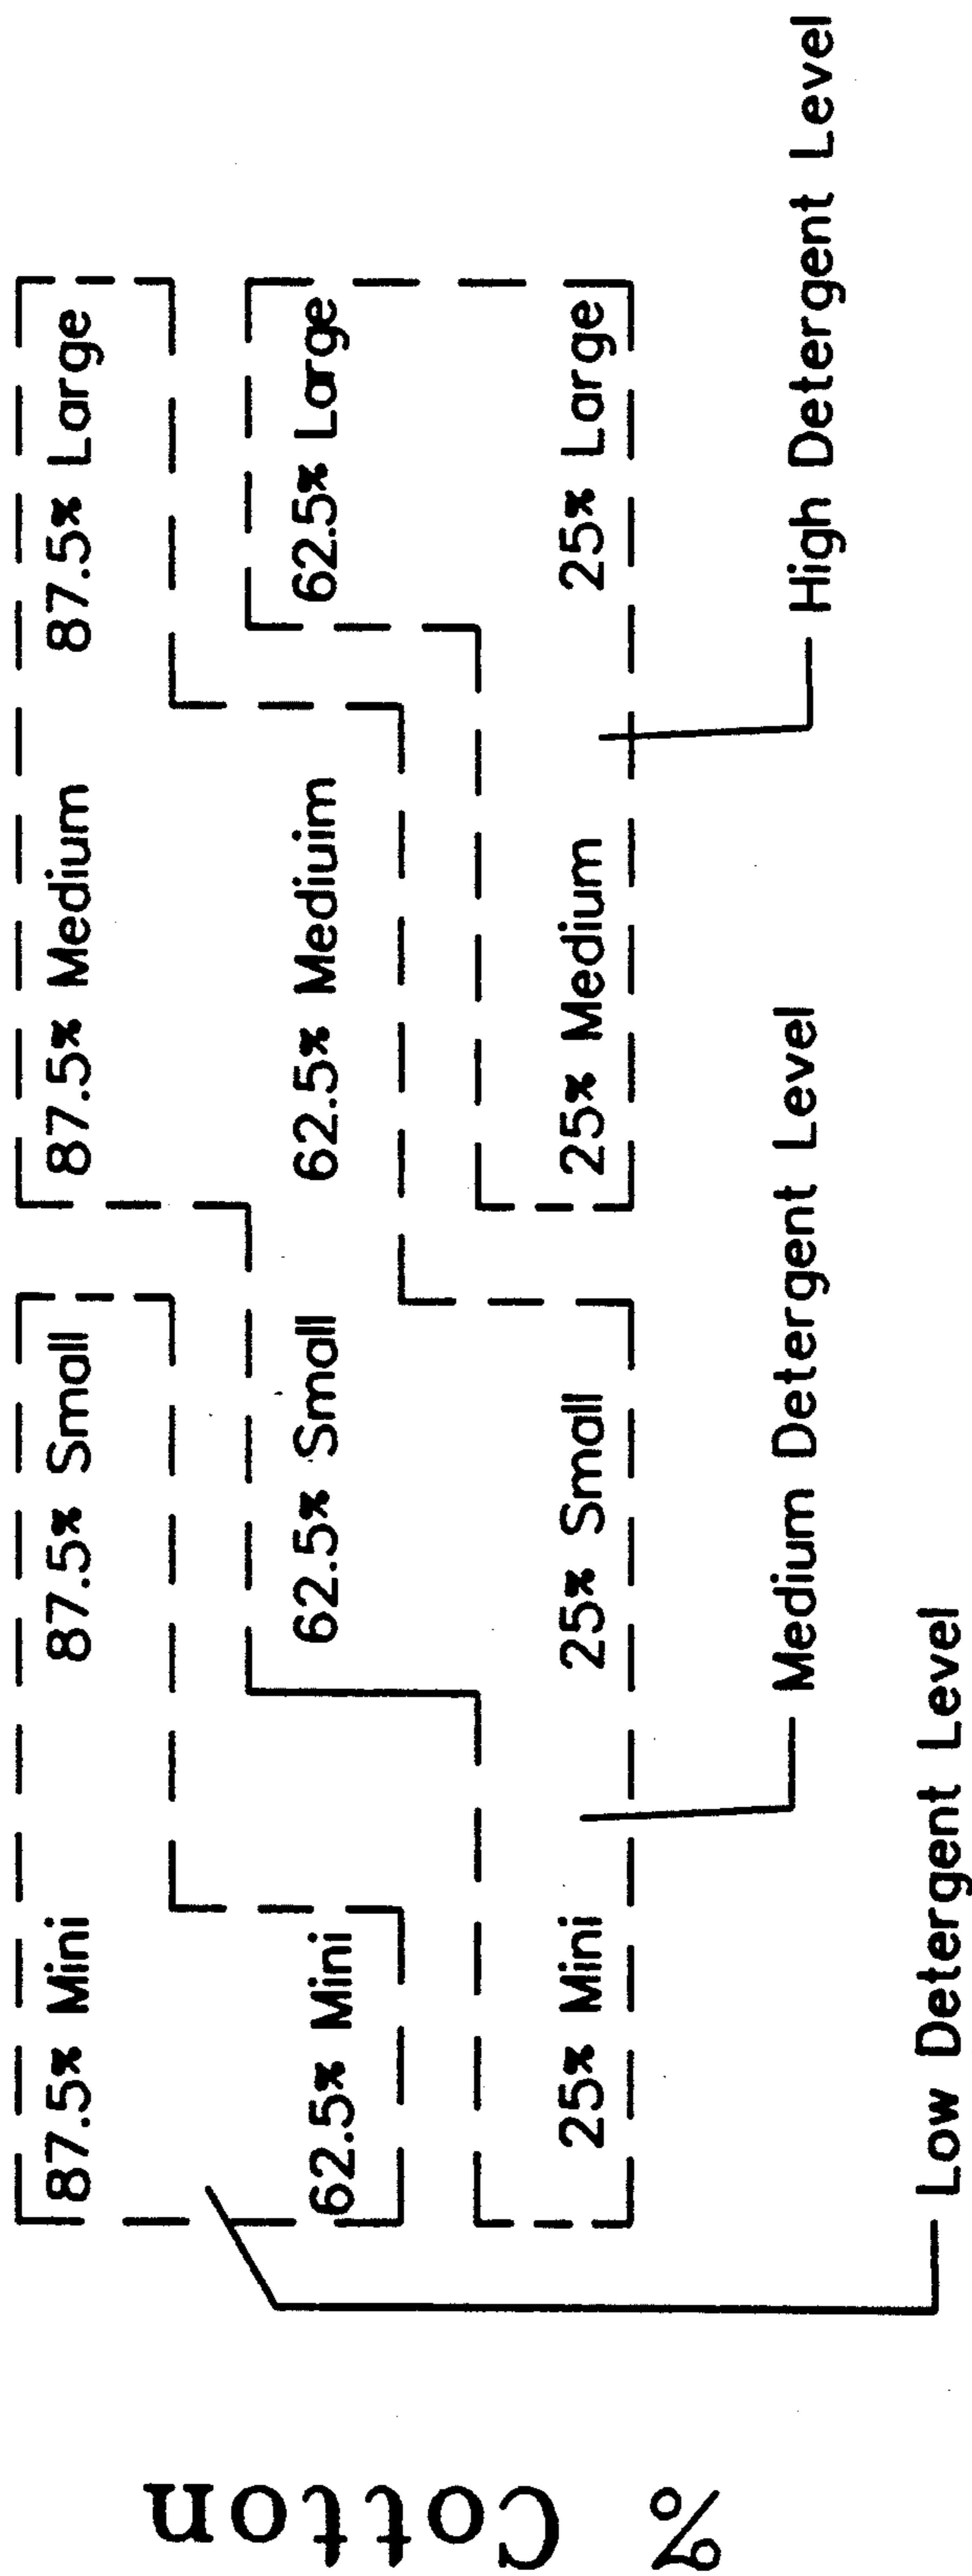 87.5% Mini 87.5% Small 87.5% Medium 87.5% Large
62.5% Mini 62.5% Small 62.5% Mediuim 62.5% Large
25% Mini 25% Small 25% Medium 25% Large
High Detergent Level
Medium Detergent Level
Low Detergent Level
% Cotton